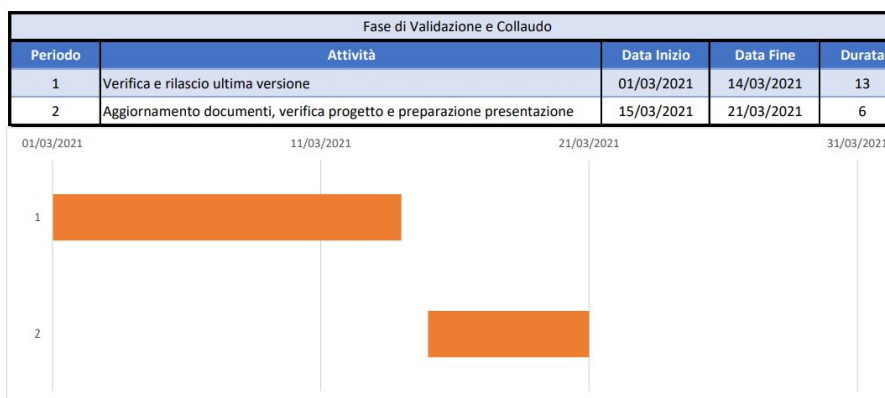 Fase di Validazione e Collaudo
Periodo Attività Data Inizio Data Fine Durata
1 Verifica e rilascio ultima versione 01/03/2021 14/03/2021 13
2 Aggiornamento documenti, verifica progetto e preparazione presentazione 15/03/2021 21/03/2021 6
01/03/2021 11/03/2021 21/03/2021 31/03/2021
1
2